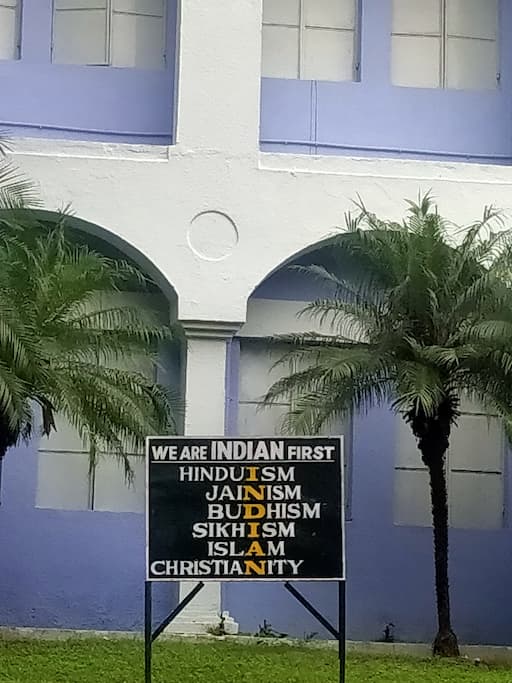 WE ARE INDIAN FIRST
HINDUISM
JAINISM
BUDHISM
SIKHISM
ISLAM
CHRISTIANITY